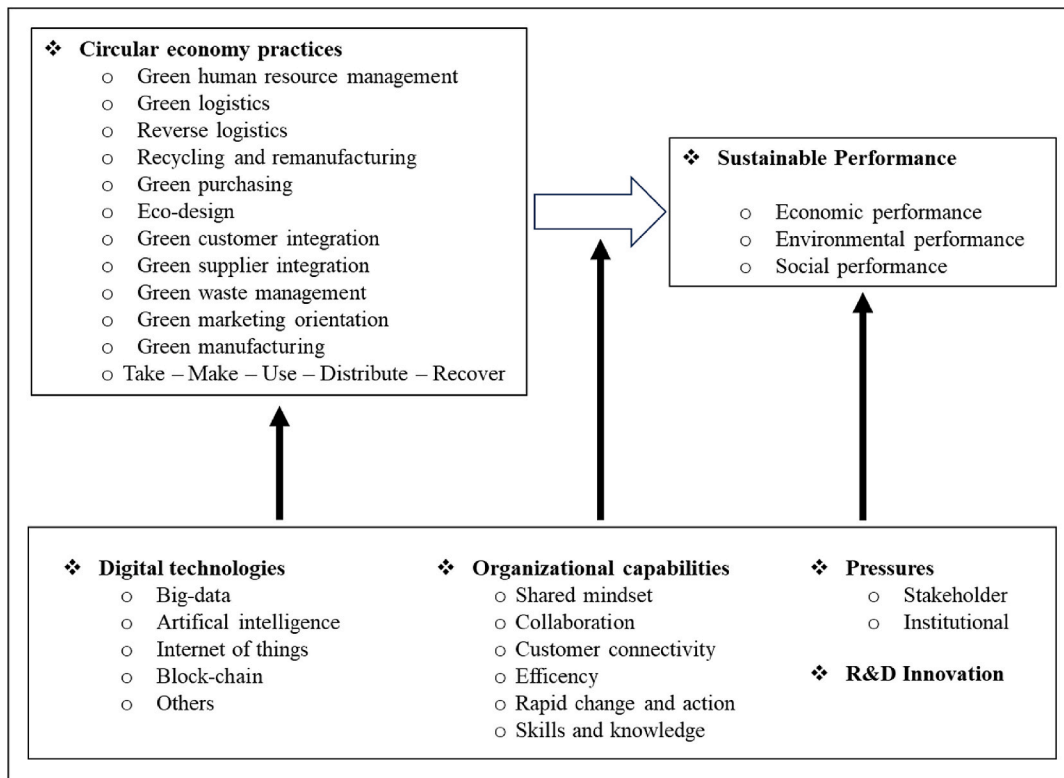 ❖ Circular economy practices
o Green human resource management
o Green logistics
o Reverse logistics
o Recycling and remanufacturing
o Green purchasing
o Eco-design
o Green customer integration
o Green supplier integration
o Green waste management
o Green marketing orientation
o Green manufacturing
o Take – Make – Use – Distribute – Recover
❖ Sustainable Performance
o Economic performance
o Environmental performance
o Social performance
❖ Digital technologies
o Big-data
o Artifical intelligence
o Internet of things
o Block-chain
o Others
❖ Organizational capabilities
o Shared mindset
o Collaboration
o Customer connectivity
o Efficency
o Rapid change and action
o Skills and knowledge
❖ Pressures
o Stakeholder
o Institutional
❖ R&D Innovation